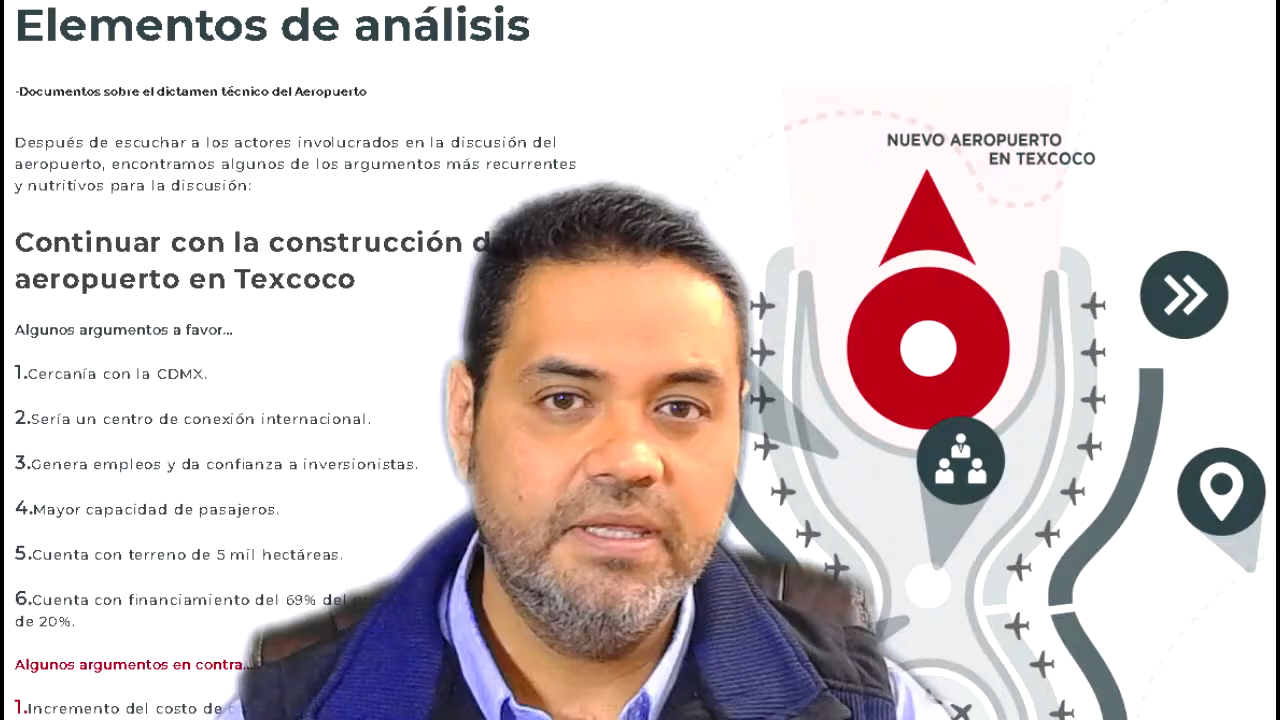 Elementos de análisis
-Documentos sobre el dictamen técnico del Aeropuerto
Después de escuchar a los actores involucrados en la discusión del
aeropuerto, encontramos algunos de los argumentos más recurrentes
y nutritivos para la discusión:
Continuar con la construcción
aeropuerto en Texcoco
Algunos argumentos a favor...
1.Cercanía con la CDMX.
2.Sería un centro de conexión internacional.
3.Genera empleos y da confianza a inversionistas.
4.Mayor capacidad de pasajeros.
5.Cuenta con terreno de 5 mil hectáreas.
6.Cuenta con financiamiento del 69% del
de 20%.
Algunos argumentos en contra...
1.Incremento del costo de
NUEVO AEROPUERTO
EN TEXCOCO